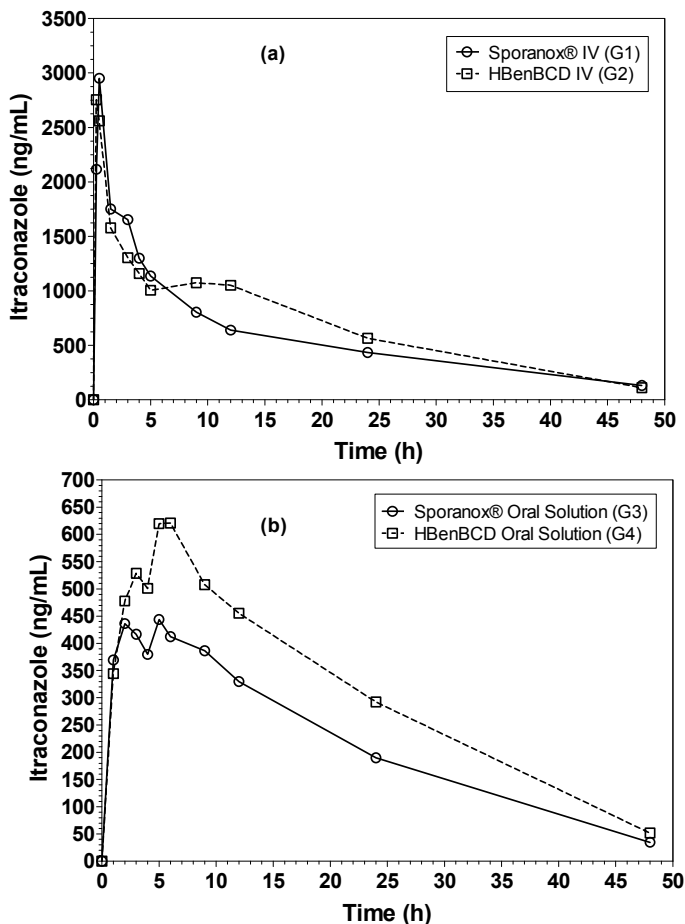 3500
3000
2500
2000
1500
1000
500
0
Itraconazole (ng/mL)
(a)
Sporanox® IV (G1)
HBenBCD IV (G2)
0 5 10 15 20 25 30 35 40 45 50
Time (h)
700
650
600
550
500
450
400
350
300
250
200
150
100
50
0
Itraconazole (ng/mL)
(b)
Sporanox® Oral Solution (G3)
HBenBCD Oral Solution (G4)
0 5 10 15 20 25 30 35 40 45 50
Time (h)